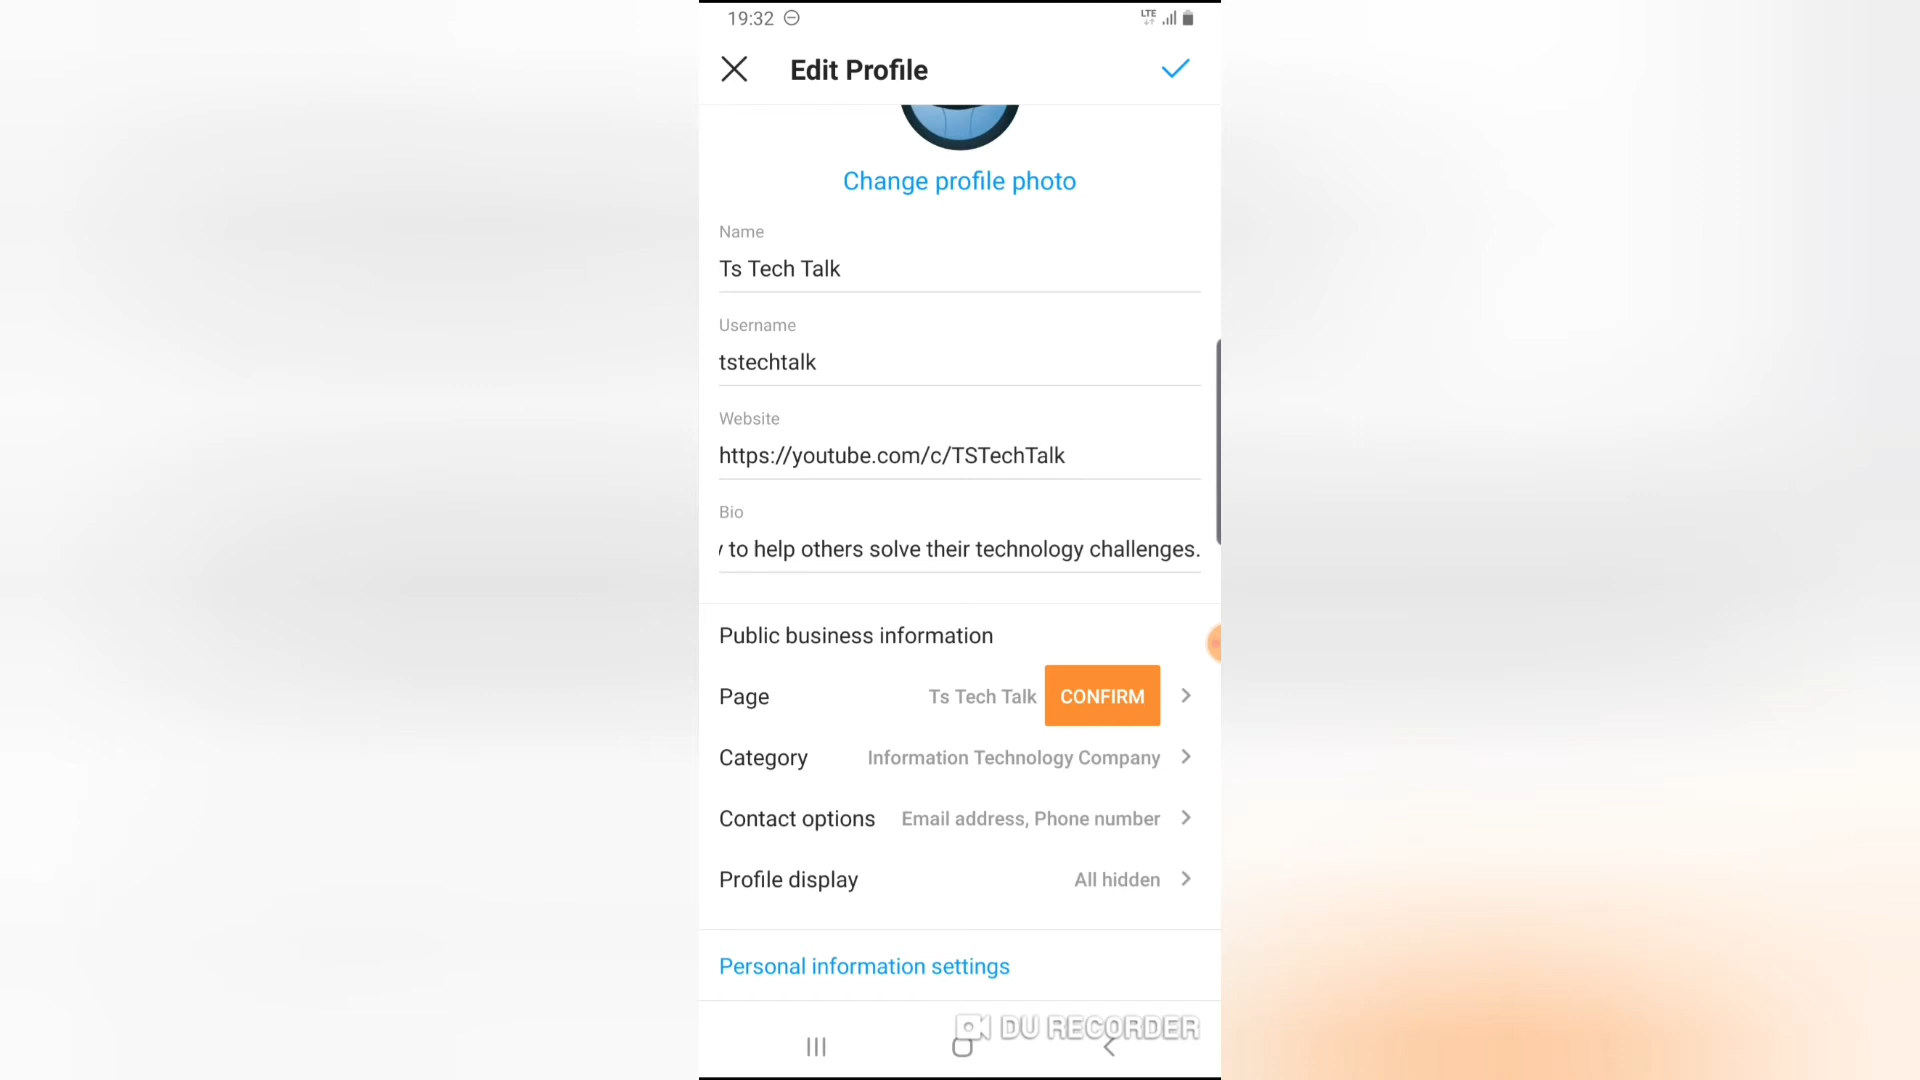 19:32
LTE
Edit Profile
Change profile photo
Name
Ts Tech Talk
Username
tstechtalk
Website
https://youtube.com/c/TSTechTalk
Bio
to help others solve their technology challenges.
Public business information
Page Ts Tech Talk CONFIRM
Category Information Technology Company
Contact options Email address, Phone number
Profile display All hidden
Personal information settings
DU RECORDER